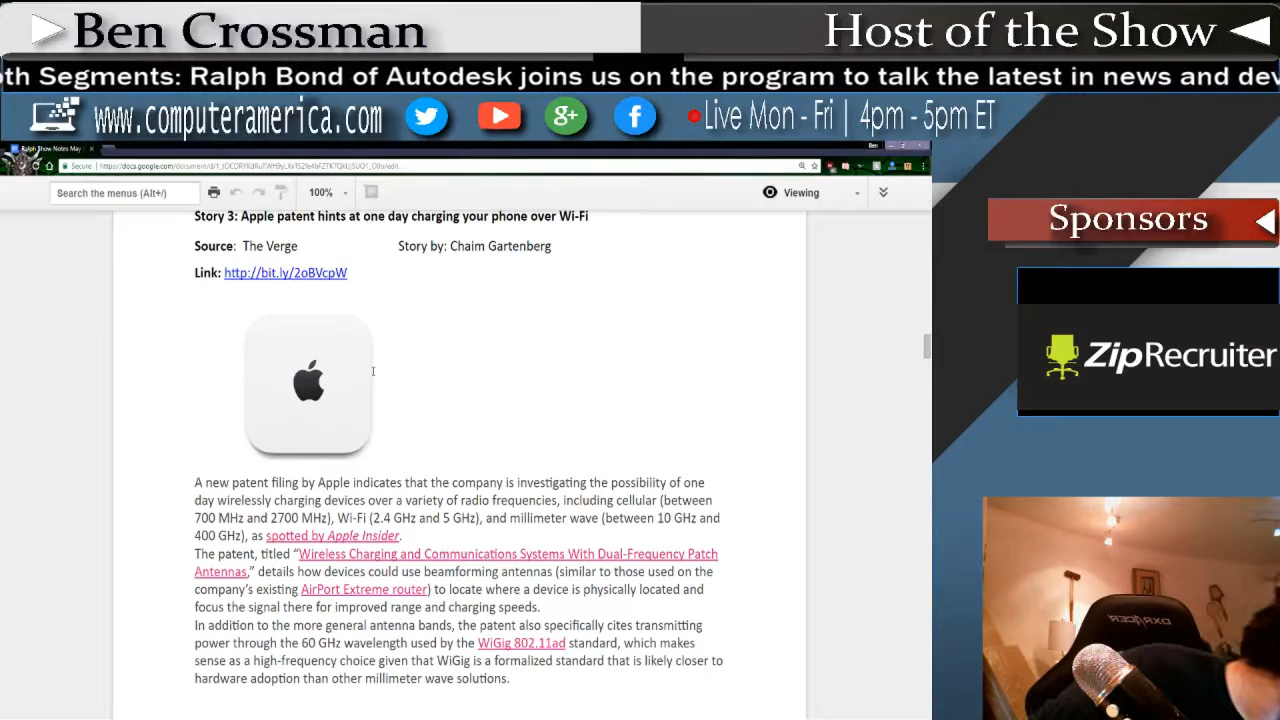 Ben Crossman
Host of the Show
oth Segments: Ralph Bond of Autodesk joins us on the program to talk the latest in news and dev
www.computeramerica.com
g+
Live Mon - Fri | 4pm - 5pm ET
Ralph Show Notes May
Ben
Secure
Search the menus (Alt+/)
100%
Viewing
Story 3: Apple patent hints at one day charging your phone over Wi-Fi
Source: The Verge Story by: Chaim Gartenberg
Link: http://bit.ly/2oBVcpW
A new patent filing by Apple indicates that the company is investigating the possibility of one
day wirelessly charging devices over a variety of radio frequencies, including cellular (between
700 MHz and 2700 MHz), Wi-Fi (2.4 GHz and 5 GHz), and millimeter wave (between 10 GHz and
400 GHz), as spotted by Apple Insider.
The patent, titled “Wireless Charging and Communications Systems With Dual-Frequency Patch
Antennas,” details how devices could use beamforming antennas (similar to those used on the
company’s existing AirPort Extreme router) to locate where a device is physically located and
focus the signal there for improved range and charging speeds.
In addition to the more general antenna bands, the patent also specifically cites transmitting
power through the 60 GHz wavelength used by the WiGig 802.11ad standard, which makes
sense as a high-frequency choice given that WiGig is a formalized standard that is likely closer to
hardware adoption than other millimeter wave solutions.
Sponsors
ZipRecruiter
DXRACER